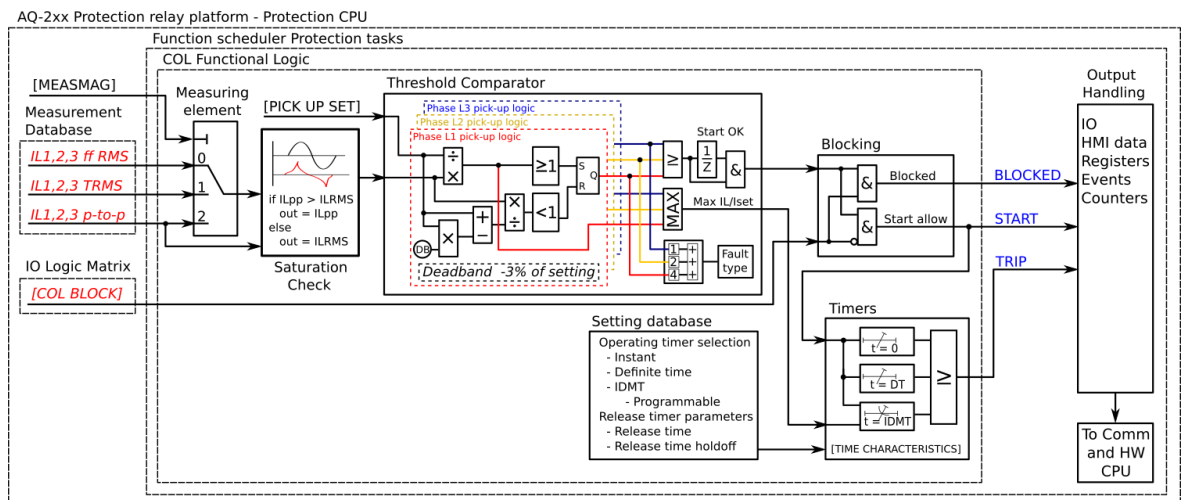 AQ-2xx Protection relay platform - Protection CPU
Function scheduler Protection tasks
COL Functional Logic
[MEASMAG]
Measurement
Database
IL1,2,3 ff RMS
IL1,2,3 TRMS
IL1,2,3 p-to-p
IO Logic Matrix
[COL BLOCK]
Measuring
element
0
1
2
[PICK UP SET]
if ILpp > ILRMS
out = ILpp
else
out = ILRMS
Saturation
Check
Threshold Comparator
Phase L3 pick-up logic
Phase L2 pick-up logic
Phase L1 pick-up logic
÷
×
≥1
S
Q
R
+
−
×
÷
<1
DB
×
Deadband -3% of setting
≥
Start OK
1
Z
&
MAX
Max IL/Iset
1 +
2 +
4 +
Fault
type
Blocking
&
Blocked
&
Start allow
BLOCKED
START
TRIP
Output
Handling
IO
HMI data
Registers
Events
Counters
To Comm
and HW
CPU
Setting database
Operating timer selection
- Instant
- Definite time
- IDMT
- Programmable
Release timer parameters
- Release time
- Release time holdoff
Timers
t = 0
t = DT
t = IDMT
≥
[TIME CHARACTERISTICS]